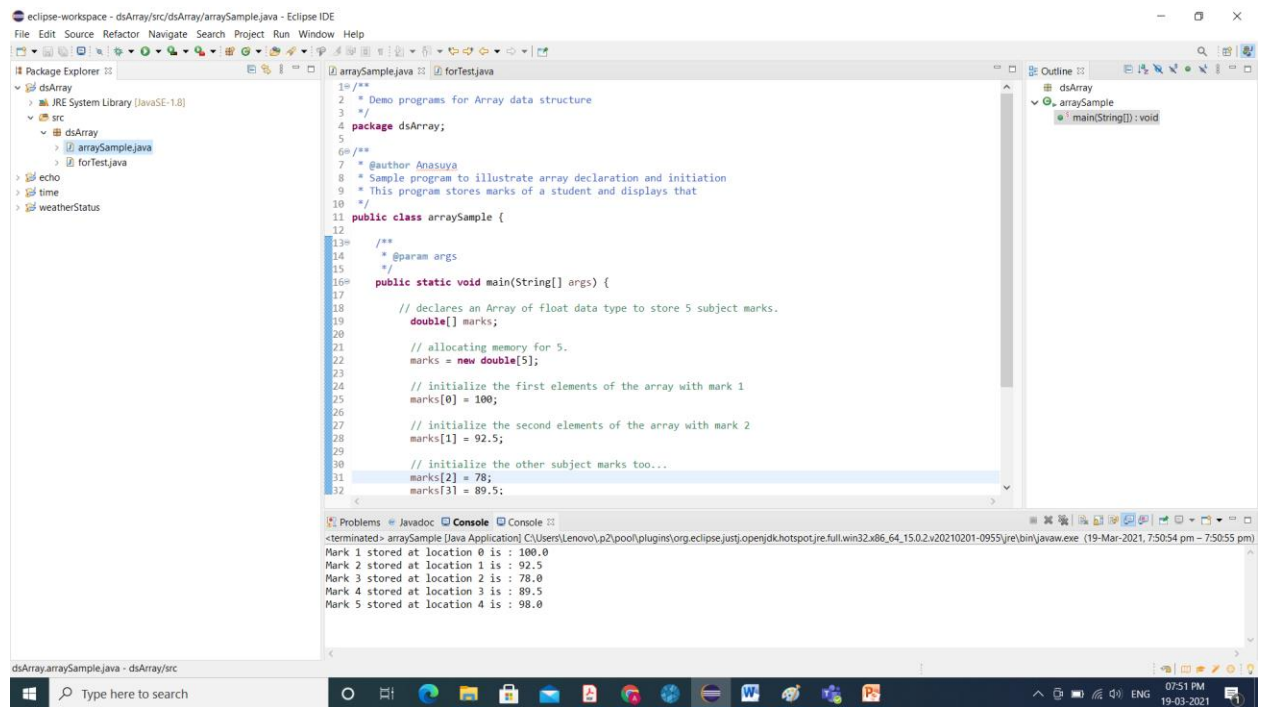 eclipse-workspace - dsArray/src/dsArray/arraySample.java - Eclipse IDE
File Edit Source Refactor Navigate Search Project Run Window Help
Package Explorer
dsArray
JRE System Library [JavaSE-1.8]
src
dsArray
arraySample.java
forTest.java
echo
time
weatherStatus
arraySample.java forTest.java
1 /**
2 * Demo programs for Array data structure
3 */
4 package dsArray;
5
6 /**
7 * @author Anasuya
8 * Sample program to illustrate array declaration and initiation
9 * This program stores marks of a student and displays that
10 */
11 public class arraySample {
12
13 /**
14 * @param args
15 */
16 public static void main(String[] args) {
17
18 // declares an Array of float data type to store 5 subject marks.
19 double[] marks;
20
21 // allocating memory for 5.
22 marks = new double[5];
23
24 // initialize the first elements of the array with mark 1
25 marks[0] = 100;
26
27 // initialize the second elements of the array with mark 2
28 marks[1] = 92.5;
29
30 // initialize the other subject marks too...
31 marks[2] = 78;
32 marks[3] = 89.5;
Outline
dsArray
arraySample
main(String[]) : void
Problems Javadoc Console Console
<terminated> arraySample [Java Application] C:\Users\Lenovo\.p2\pool\plugins\org.eclipse.justj.openjdk.hotspot.jre.full.win32.x86_64_15.0.2.v20210201-0955\jre\bin\javaw.exe (19-Mar-2021, 7:50:54 pm – 7:50:55 pm)
Mark 1 stored at location 0 is : 100.0
Mark 2 stored at location 1 is : 92.5
Mark 3 stored at location 2 is : 78.0
Mark 4 stored at location 3 is : 89.5
Mark 5 stored at location 4 is : 98.0
dsArray.arraySample.java - dsArray/src
Type here to search
ENG
07:51 PM
19-03-2021